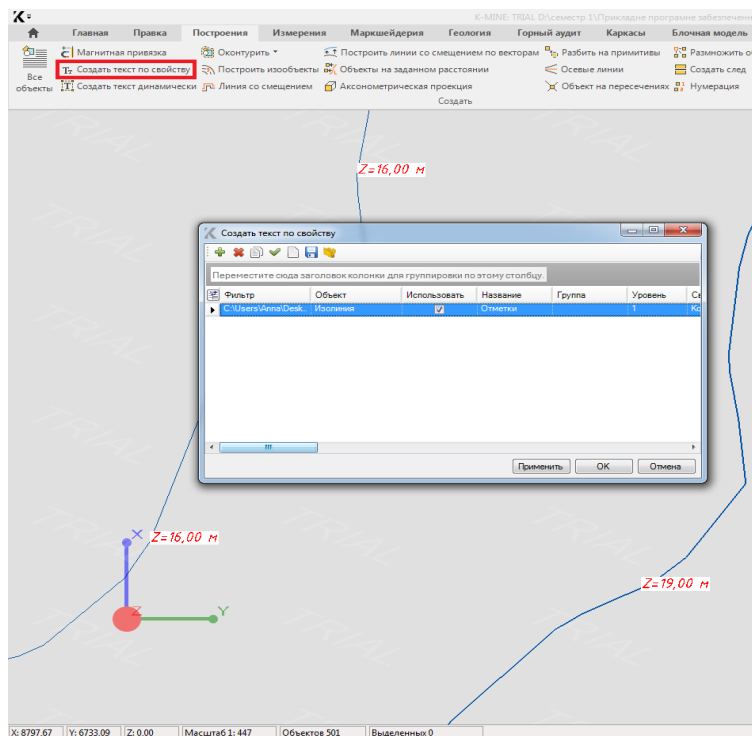 K-MINE: TRIAL D:\семестр 1\Прикладне програмне забезпечен
Главная Правка Построения Измерения Маркшейдерия Геология Горный аудит Каркасы Блочная модель
Все объекты
Магнитная привязка Оконтурить Построить линии со смещением по векторам Разбить на примитивы Размножить о
Создать текст по свойству Построить изообъекты Объекты на заданном расстоянии Осевые линии Создать след
Создать текст динамически Линия со смещением Аксонометрическая проекция Объект на пересечениях Нумерация
Создать
TRIAL
Z=16,00 м
Создать текст по свойству
Переместите сюда заголовок колонки для группировки по этому столбцу.
Фильтр Объект Использовать Название Группа Уровень Св
C:\Users\Anna\Desk... Изолиния Отметки 1 Ко
Применить OK Отмена
X Z=16,00 м
Z Y
Z=19,00 м
X: 8797.67 Y: 6733.09 Z: 0.00 Масштаб 1: 447 Объектов 501 Выделенных 0